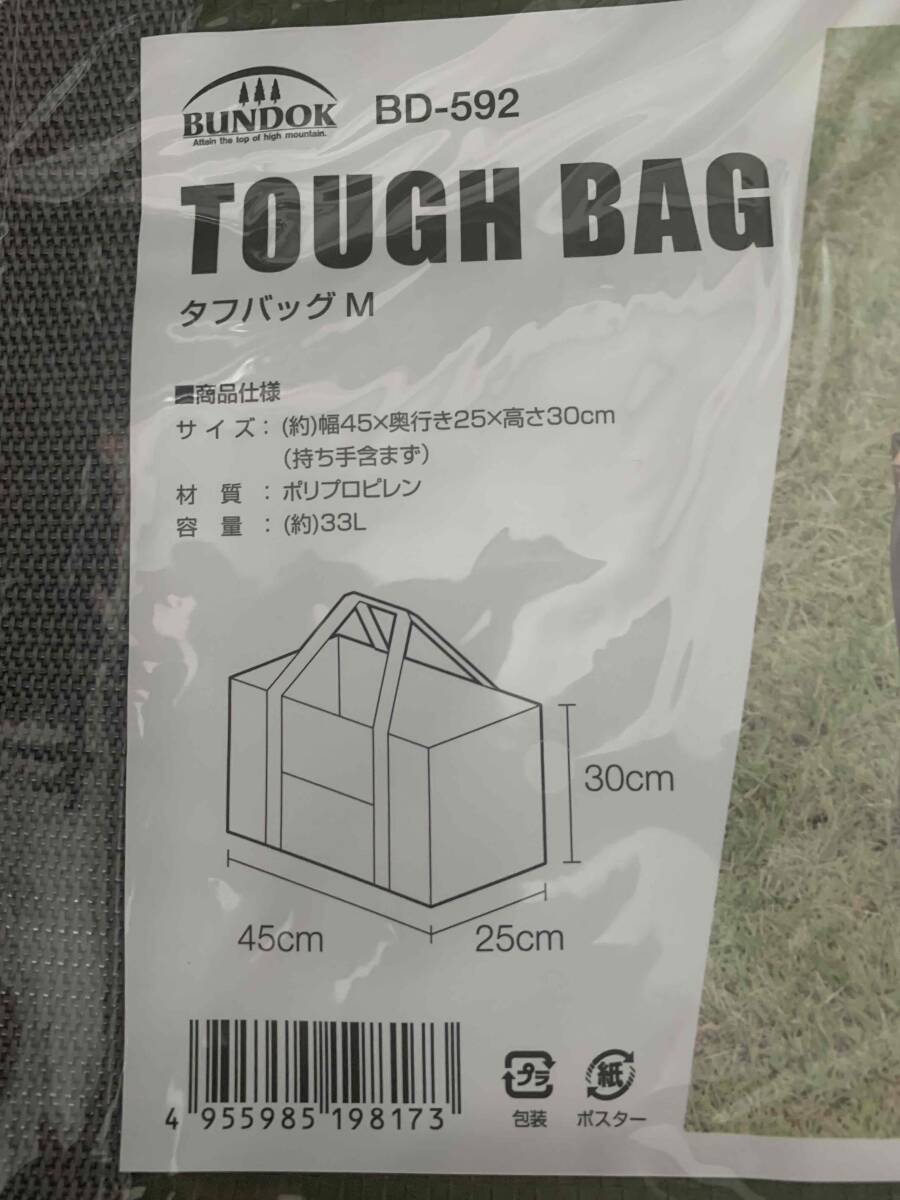 BUNDOK
Attain the top of high mountain.
BD-592
TOUGH BAG
タフバッグ M
■商品仕様
サイズ：(約)幅45×奥行き25×高さ30cm
（持ち手含まず）
材　質　：ポリプロピレン
容　量　：(約)33L
30cm
45cm
25cm
4 955985 198173
プラ
包装
紙
ポスター